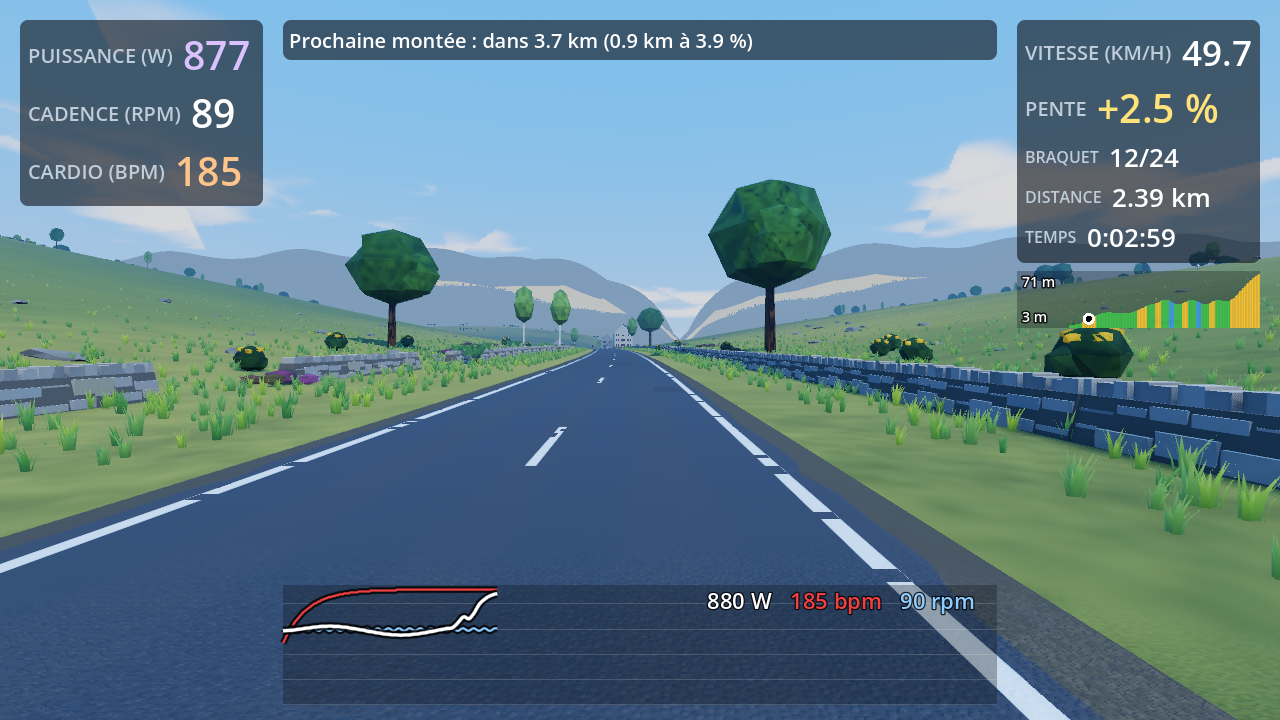 PUISSANCE (W) 877
CADENCE (RPM) 89
CARDIO (BPM) 185
Prochaine montée : dans 3.7 km (0.9 km à 3.9 %)
VITESSE (KM/H) 49.7
PENTE +2.5 %
BRAQUET 12/24
DISTANCE 2.39 km
TEMPS 0:02:59
71 m
3 m
880 W 185 bpm 90 rpm